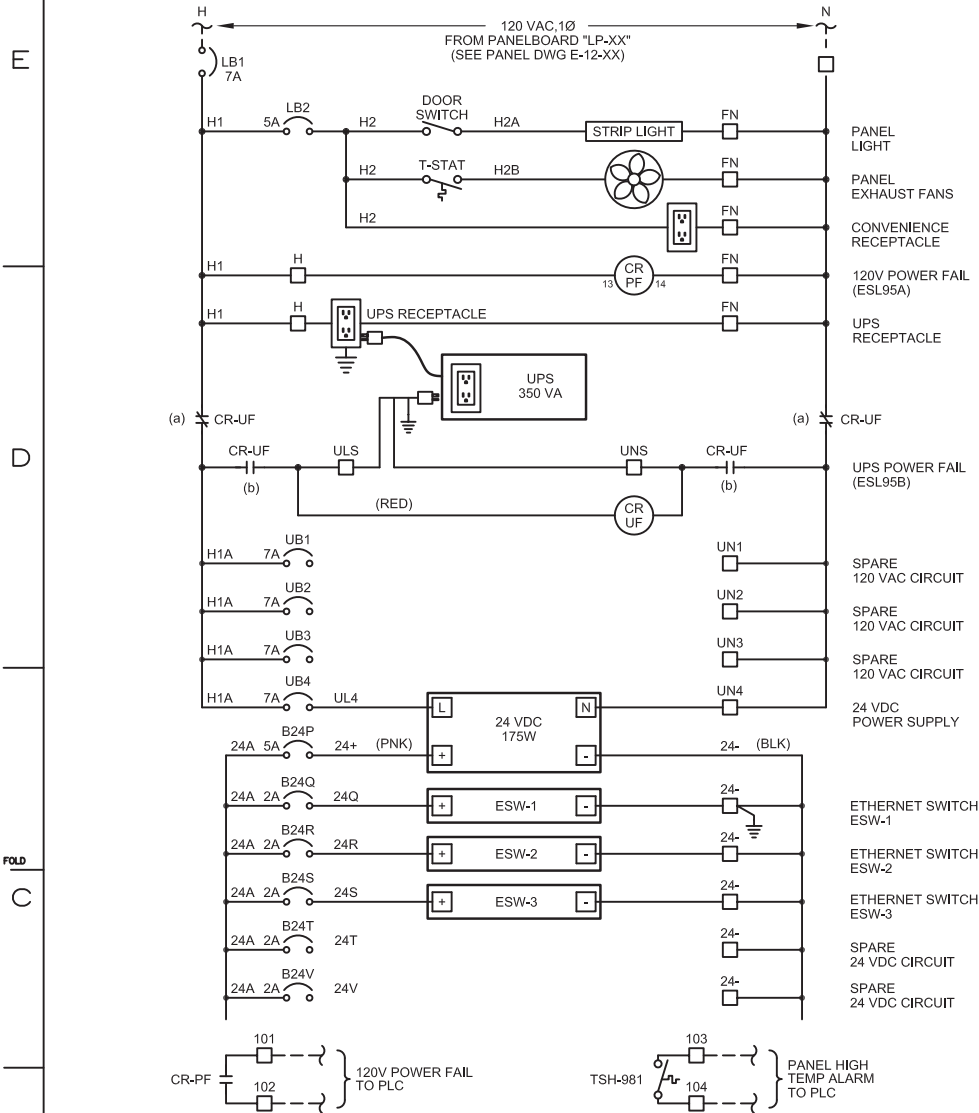 H
N
120 VAC,1Ø
FROM PANELBOARD "LP-XX"
(SEE PANEL DWG E-12-XX)
E
LB1
7A
H1
5A
LB2
H2
DOOR
SWITCH
H2A
STRIP LIGHT
FN
PANEL
LIGHT
H2
T-STAT
H2B
FN
PANEL
EXHAUST FANS
H2
FN
CONVENIENCE
RECEPTACLE
H1
H
13
CR
PF
14
FN
120V POWER FAIL
(ESL95A)
H1
H
UPS RECEPTACLE
FN
UPS
RECEPTACLE
UPS
350 VA
(a)
CR-UF
(a)
CR-UF
D
CR-UF
(b)
ULS
UNS
CR-UF
(b)
UPS POWER FAIL
(ESL95B)
(RED)
CR
UF
H1A
7A
UB1
UN1
SPARE
120 VAC CIRCUIT
H1A
7A
UB2
UN2
SPARE
120 VAC CIRCUIT
H1A
7A
UB3
UN3
SPARE
120 VAC CIRCUIT
H1A
7A
UB4
UL4
L
24 VDC
175W
N
UN4
24 VDC
POWER SUPPLY
24A
5A
B24P
24+
(PNK)
+
-
24-
(BLK)
24A
2A
B24Q
24Q
+
ESW-1
-
24-
ETHERNET SWITCH
ESW-1
24A
2A
B24R
24R
+
ESW-2
-
24-
ETHERNET SWITCH
ESW-2
FOLD
C
24A
2A
B24S
24S
+
ESW-3
-
24-
ETHERNET SWITCH
ESW-3
24A
2A
B24T
24T
24-
SPARE
24 VDC CIRCUIT
24A
2A
B24V
24V
24-
SPARE
24 VDC CIRCUIT
101
CR-PF
102
120V POWER FAIL
TO PLC
103
TSH-981
104
PANEL HIGH
TEMP ALARM
TO PLC